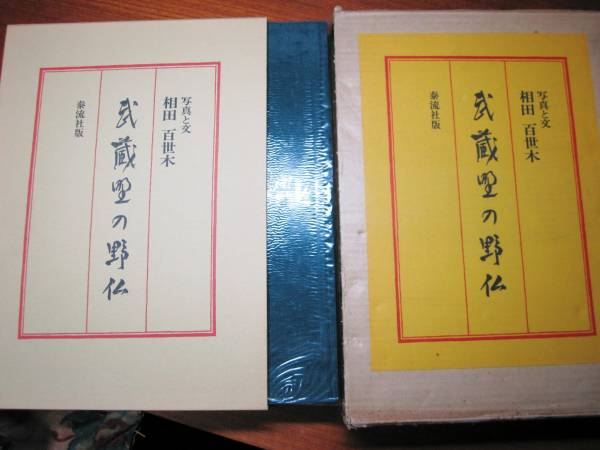 写真と文
相田 百世木
武蔵野の野仏
泰流社版
写真と文
相田 百世木
武蔵野の野仏
泰流社版